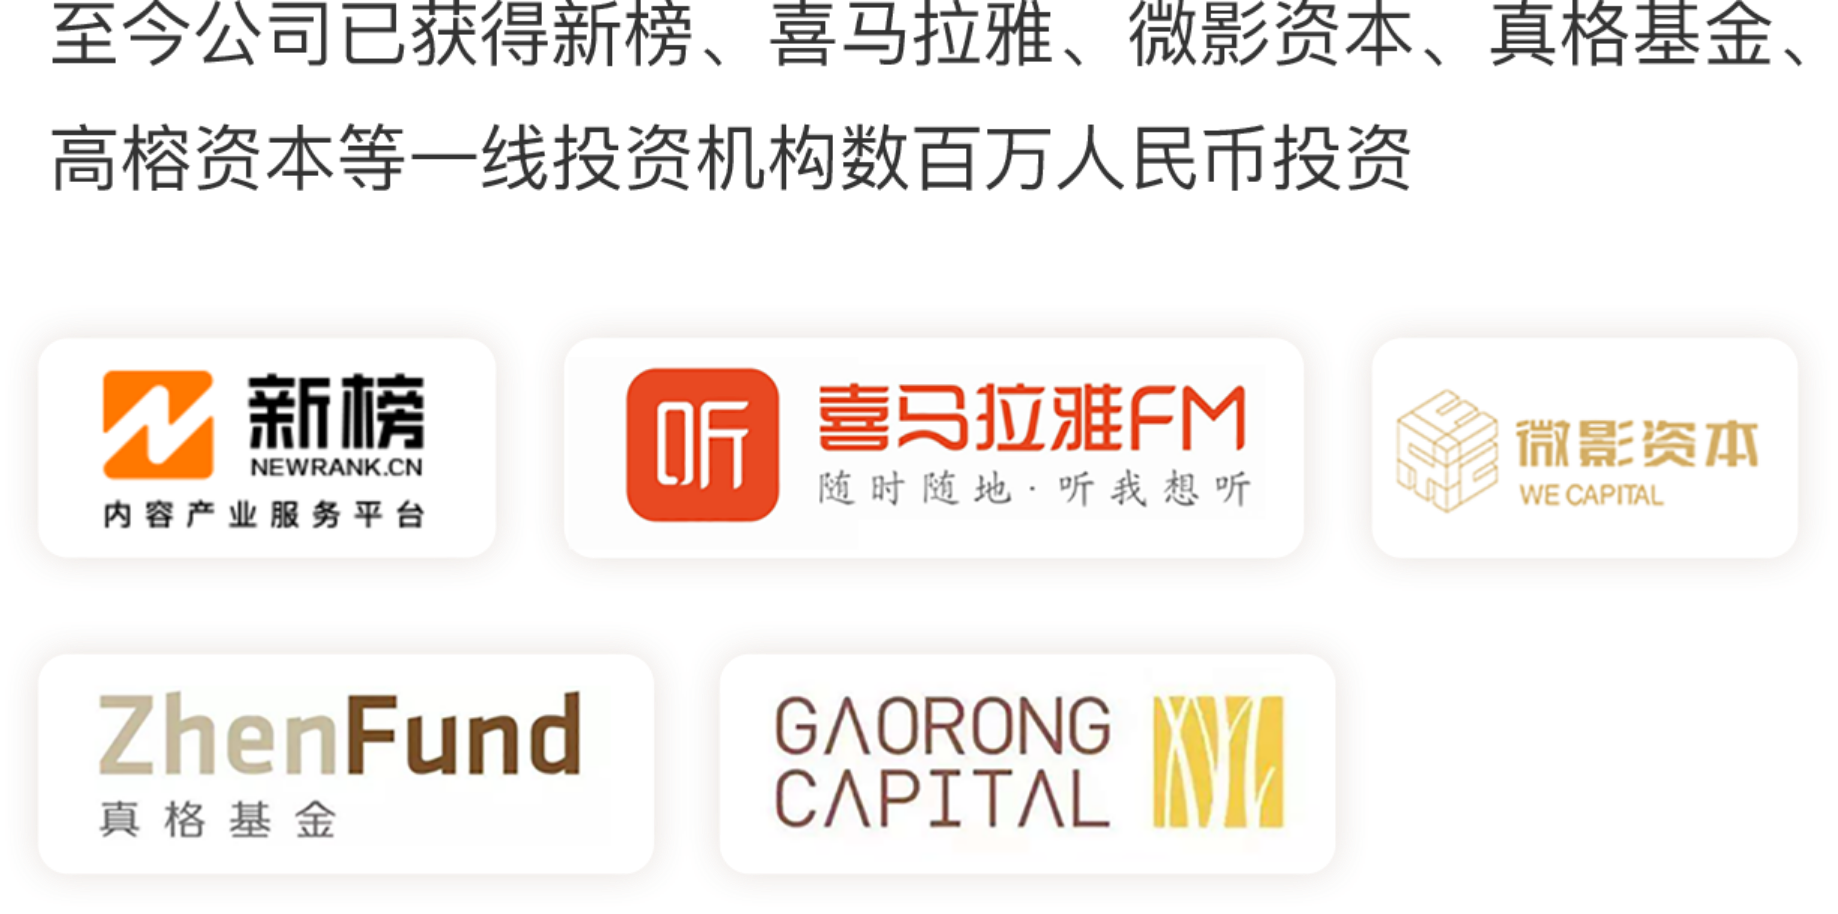 至今公司已获得新榜、喜马拉雅、微影资本、真格基金、
高榕资本等一线投资机构数百万人民币投资
新榜
NEWRANK.CN
内容产业服务平台
听
喜马拉雅FM
随时随地·听我想听
微影资本
WE CAPITAL
ZhenFund
真格基金
GAORONG
CAPITAL